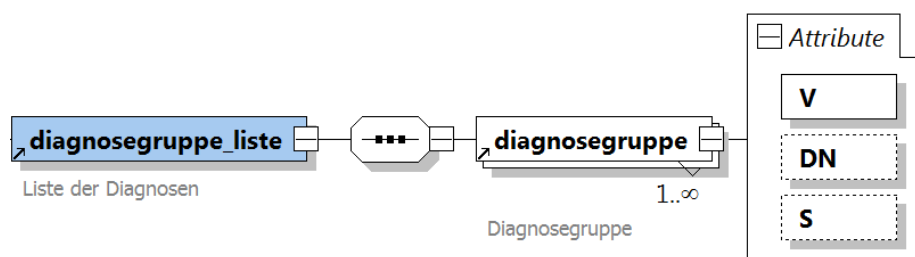 Attribute
V
diagnosegruppe_liste
diagnosegruppe
DN
Liste der Diagnosen
1..∞
Diagnosegruppe
S